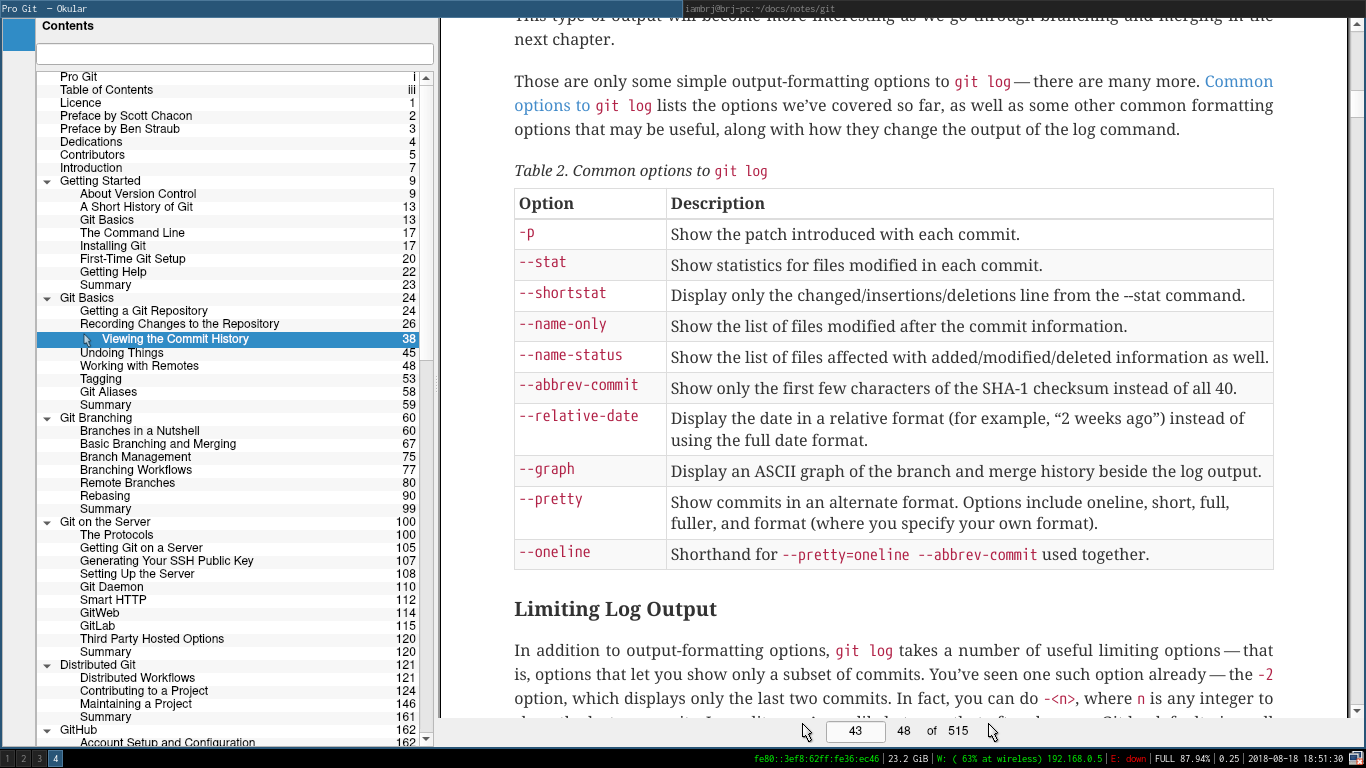 Pro Git — Okular
iambrj@brj-pc:~/docs/notes/git
Contents
Pro Git i
Table of Contents iii
Licence 1
Preface by Scott Chacon 2
Preface by Ben Straub 3
Dedications 4
Contributors 5
Introduction 7
Getting Started 9
About Version Control 9
A Short History of Git 13
Git Basics 13
The Command Line 17
Installing Git 17
First-Time Git Setup 20
Getting Help 22
Summary 23
Git Basics 24
Getting a Git Repository 24
Recording Changes to the Repository 26
Viewing the Commit History 38
Undoing Things 45
Working with Remotes 48
Tagging 53
Git Aliases 58
Summary 59
Git Branching 60
Branches in a Nutshell 60
Basic Branching and Merging 67
Branch Management 75
Branching Workflows 77
Remote Branches 80
Rebasing 90
Summary 99
Git on the Server 100
The Protocols 100
Getting Git on a Server 105
Generating Your SSH Public Key 107
Setting Up the Server 108
Git Daemon 110
Smart HTTP 112
GitWeb 114
GitLab 115
Third Party Hosted Options 120
Summary 120
Distributed Git 121
Distributed Workflows 121
Contributing to a Project 124
Maintaining a Project 146
Summary 161
GitHub 162
Account Setup and Configuration 162
This type of output will become more interesting as we go through branching and merging in the
next chapter.
Those are only some simple output-formatting options to git log — there are many more. Common
options to git log lists the options we’ve covered so far, as well as some other common formatting
options that may be useful, along with how they change the output of the log command.
Table 2. Common options to git log
Option Description
-p Show the patch introduced with each commit.
--stat Show statistics for files modified in each commit.
--shortstat Display only the changed/insertions/deletions line from the --stat command.
--name-only Show the list of files modified after the commit information.
--name-status Show the list of files affected with added/modified/deleted information as well.
--abbrev-commit Show only the first few characters of the SHA-1 checksum instead of all 40.
--relative-date Display the date in a relative format (for example, “2 weeks ago”) instead of
using the full date format.
--graph Display an ASCII graph of the branch and merge history beside the log output.
--pretty Show commits in an alternate format. Options include oneline, short, full,
fuller, and format (where you specify your own format).
--oneline Shorthand for --pretty=oneline --abbrev-commit used together.
Limiting Log Output
In addition to output-formatting options, git log takes a number of useful limiting options — that
is, options that let you show only a subset of commits. You’ve seen one such option already — the -2
option, which displays only the last two commits. In fact, you can do -<n>, where n is any integer to
43 48 of 515
1 2 3 4
fe80::3ef8:62ff:fe36:ec46 | 23.2 GiB | W: ( 63% at wireless) 192.168.0.5 | E: down | FULL 87.94% | 0.25 | 2018-08-18 18:51:30